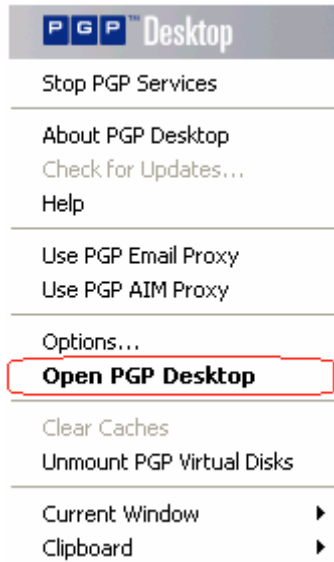 PGP™ Desktop
Stop PGP Services
About PGP Desktop
Check for Updates...
Help
Use PGP Email Proxy
Use PGP AIM Proxy
Options...
Open PGP Desktop
Clear Caches
Unmount PGP Virtual Disks
Current Window
Clipboard